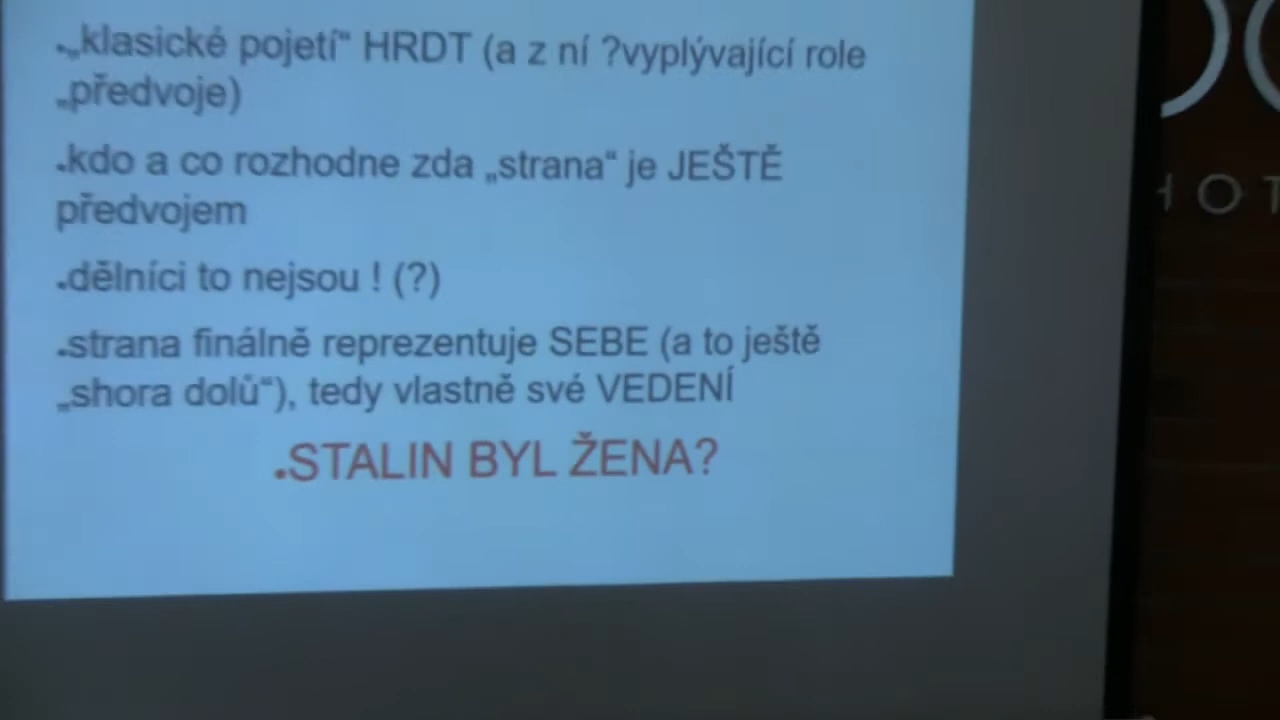 „klasické pojetí“ HRDT (a z ní ?vyplývající role
„předvoje)
kdo a co rozhodne zda „strana“ je JEŠTĚ
předvojem
dělníci to nejsou ! (?)
strana finálně reprezentuje SEBE (a to ještě
„shora dolů“), tedy vlastně své VEDENÍ
STALIN BYL ŽENA?
HOT